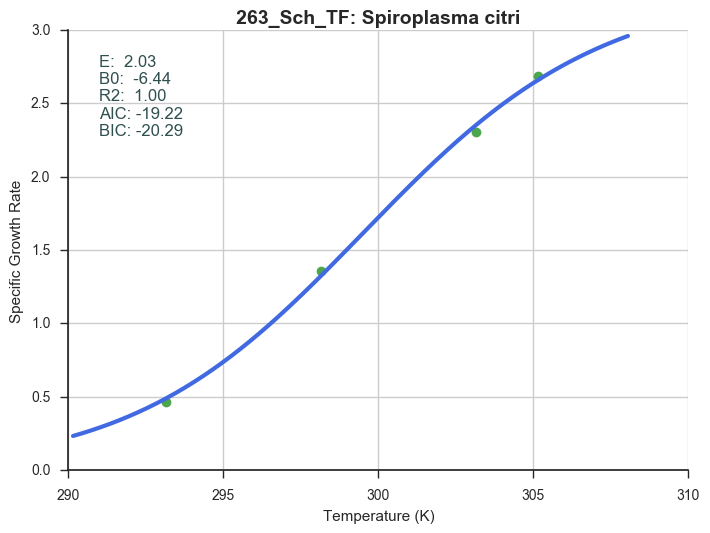 263_Sch_TF: Spiroplasma citri
E:  2.03
B0:  -6.44
R2:  1.00
AIC: -19.22
BIC: -20.29
Specific Growth Rate
3.0
2.5
2.0
1.5
1.0
0.5
0.0
290
295
300
305
310
Temperature (K)